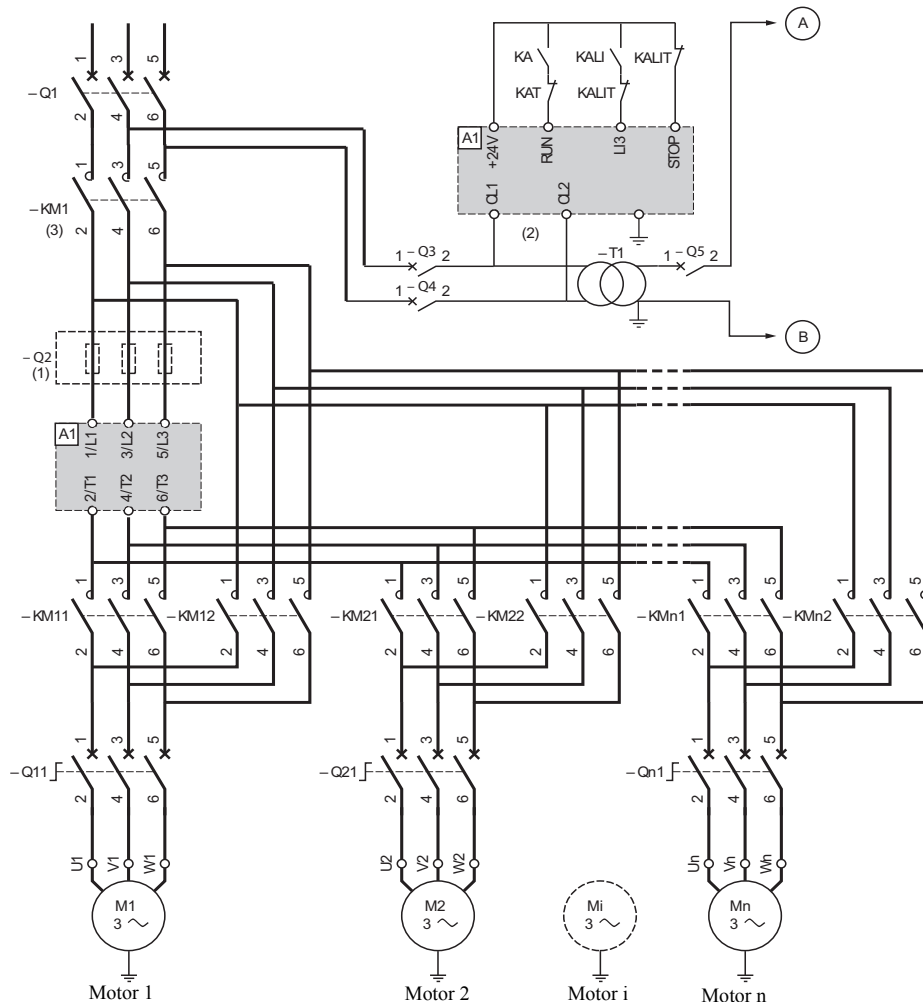 1 3 5
A
–Q1
KA KALI KALIT
KAT KALIT
2 4 6
A1 +24V RUN LI3 STOP
1 3 5
CL1 CL2
–KM1
(3)
2 4 6
(2)
1 –Q3 2
–T1
1 –Q5 2
1 –Q4 2
B
–Q2
(1)
A1 1/L1 3/L2 5/L3
2/T1 4/T2 6/T3
1 3 5 1 3 5 1 3 5 1 3 5 1 3 5 1 3 5
–KM11 –KM12 –KM21 –KM22 –KMn1 –KMn2
2 4 6 2 4 6 2 4 6 2 4 6 2 4 6 2 4 6
1 3 5 1 3 5 1 3 5
–Q11 –Q21 –Qn1
2 4 6 2 4 6 2 4 6
U1 V1 W1 U2 V2 W2 Un Vn Wn
M1 M2 Mi Mn
3 3 3 3
Motor 1 Motor 2 Motor i Motor n